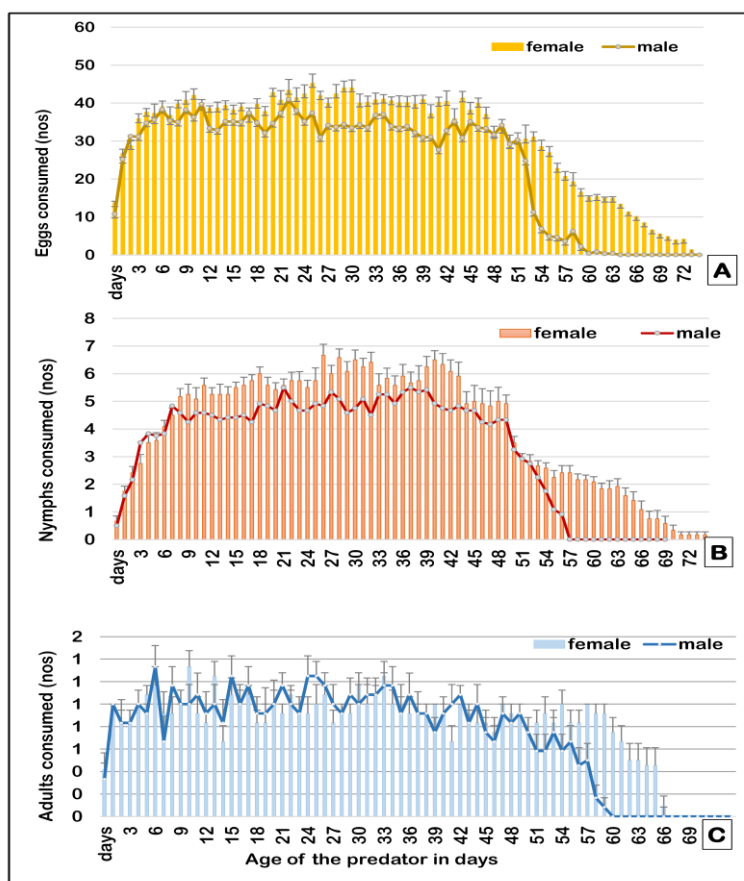 60
50
40
30
20
10
0
Eggs consumed (nos)
female male
days 3 6 9 12 15 18 21 24 27 30 33 36 39 42 45 48 51 54 57 60 63 66 69 72
A
8
7
6
5
4
3
2
1
0
Nymphs consumed (nos)
female male
days 3 6 9 12 15 18 21 24 27 30 33 36 39 42 45 48 51 54 57 60 63 66 69 72
B
2
1
1
1
1
1
0
0
0
Adults consumed (nos)
female male
days 3 6 9 12 15 18 21 24 27 30 33 36 39 42 45 48 51 54 57 60 63 66 69
C
Age of the predator in days